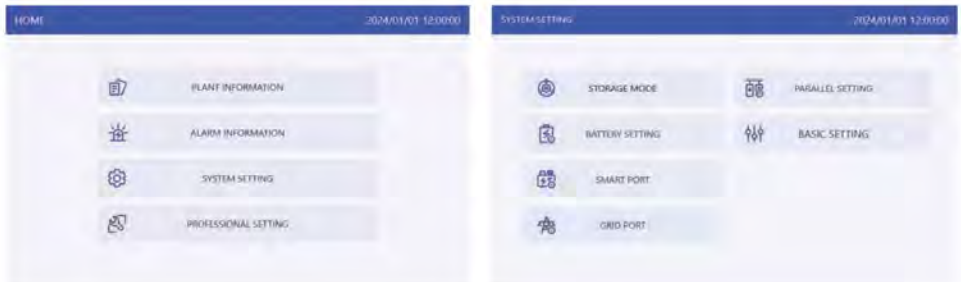 HOME 2024/01/01 12:00:00
PLANT INFORMATION
ALARM INFORMATION
SYSTEM SETTING
PROFESSIONAL SETTING
SYSTEM SETTING 2024/01/01 12:00:00
STORAGE MODE
BATTERY SETTING
SMART PORT
GRID PORT
PARALLEL SETTING
BASIC SETTING